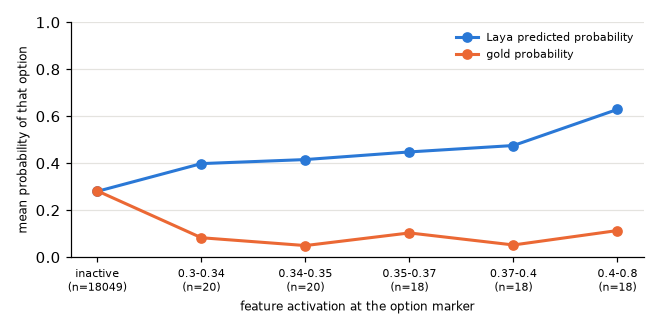 1.0
0.8
0.6
0.4
0.2
0.0
mean probability of that option
Laya predicted probability
gold probability
inactive
(n=18049)
0.3-0.34
(n=20)
0.34-0.35
(n=20)
0.35-0.37
(n=18)
0.37-0.4
(n=18)
0.4-0.8
(n=18)
feature activation at the option marker